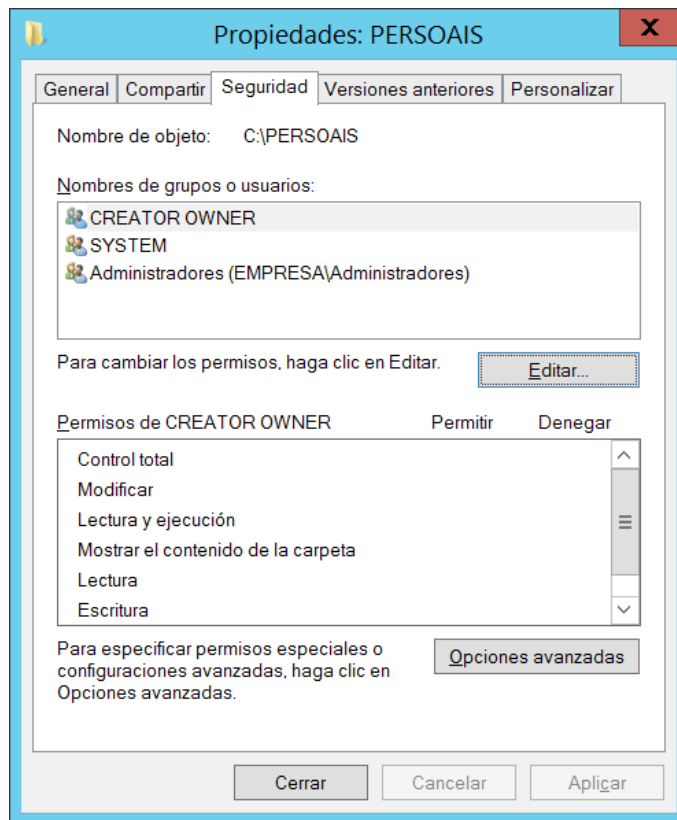 Propiedades: PERSOAIS
X
General Compartir Seguridad Versiones anteriores Personalizar
Nombre de objeto: C:\PERSOAIS
Nombres de grupos o usuarios:
CREATOR OWNER
SYSTEM
Administradores (EMPRESA\Administradores)
Para cambiar los permisos, haga clic en Editar. Editar...
Permisos de CREATOR OWNER Permitir Denegar
Control total
Modificar
Lectura y ejecución
Mostrar el contenido de la carpeta
Lectura
Escritura
Para especificar permisos especiales o
configuraciones avanzadas, haga clic en
Opciones avanzadas.
Opciones avanzadas
Cerrar Cancelar Aplicar